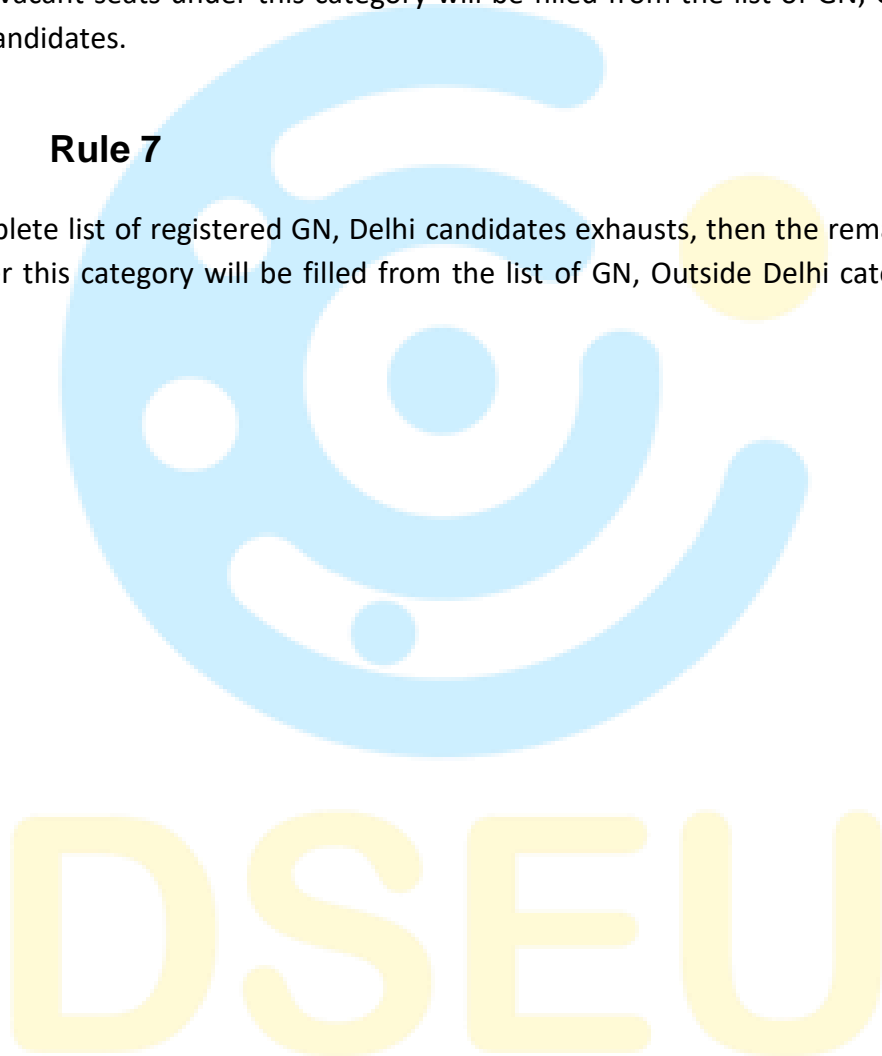 vacant seats under this category will be filled from the list of GN,
andidates.
Rule 7
plete list of registered GN, Delhi candidates exhausts, then the rema
r this category will be filled from the list of GN, Outside Delhi cate
DSEU